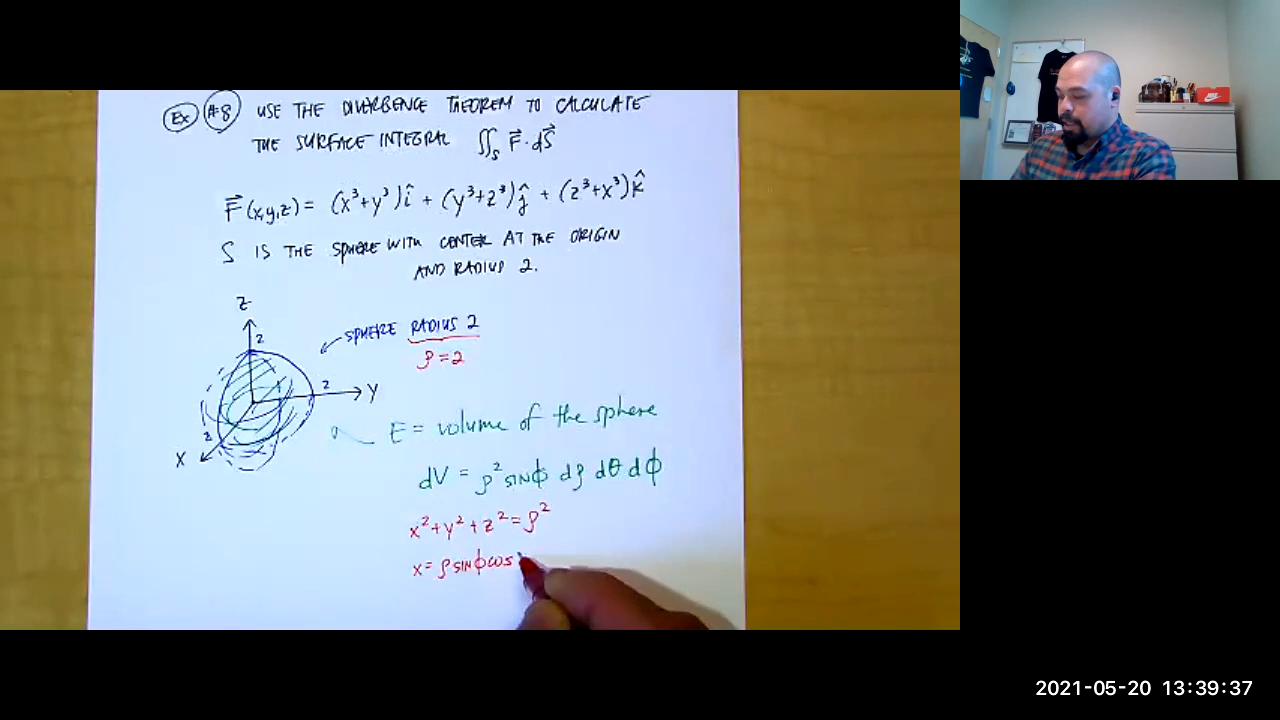 Ex #8 USE THE DIVERGENCE THEOREM TO CALCULATE
THE SURFACE INTEGRAL ∬_S F⃗·dS⃗
F⃗(x,y,z) = (x³+y³)î + (y³+z³)ĵ + (z³+x³)k̂
S IS THE SPHERE WITH CENTER AT THE ORIGIN
AND RADIUS 2.
Z
2
SPHERE RADIUS 2
ρ=2
2
Y
2
X
E = volume of the sphere
dV = ρ² SINϕ dρ dθ dϕ
x²+y²+z²=ρ²
x= ρ SINϕ COS
2021-05-20 13:39:37